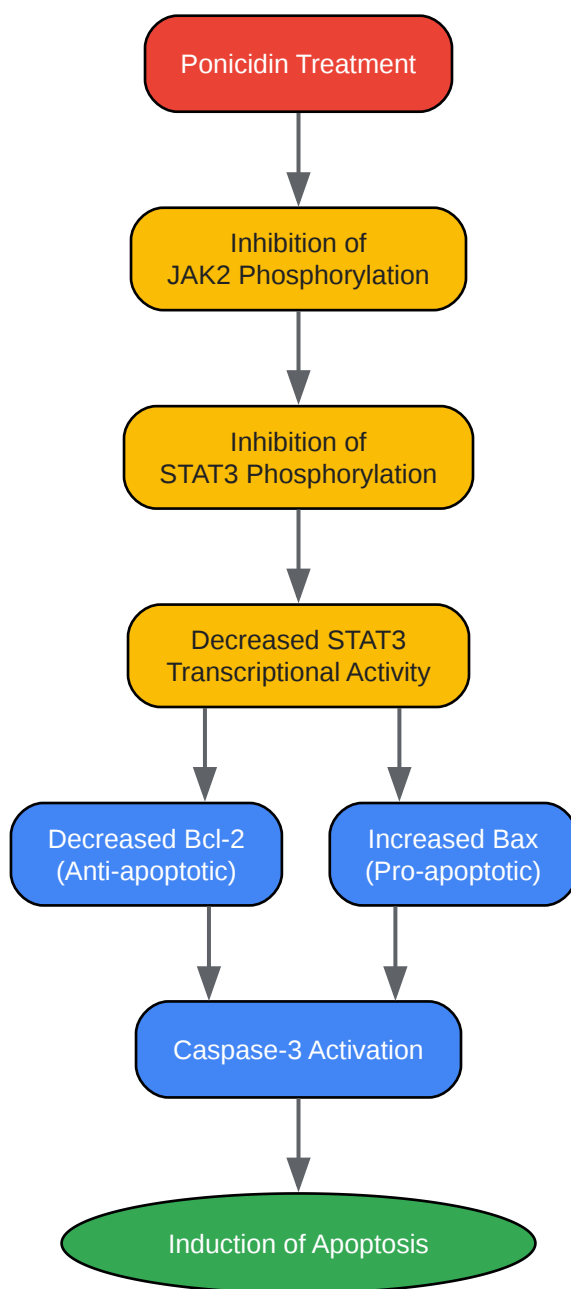 Ponicidin Treatment
Inhibition of
JAK2 Phosphorylation
Inhibition of
STAT3 Phosphorylation
Decreased STAT3
Transcriptional Activity
Decreased Bcl-2
(Anti-apoptotic)
Increased Bax
(Pro-apoptotic)
Caspase-3 Activation
Induction of Apoptosis